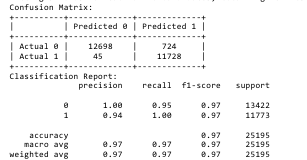 Confusion Matrix:
+----------+-------------+-------------+
|          | Predicted 0 | Predicted 1 |
+----------+-------------+-------------+
| Actual 0 |    12698    |     724     |
| Actual 1 |     45      |    11728    |
+----------+-------------+-------------+
Classification Report:
              precision    recall  f1-score   support

           0       1.00      0.95      0.97     13422
           1       0.94      1.00      0.97     11773

    accuracy                           0.97     25195
   macro avg       0.97      0.97      0.97     25195
weighted avg       0.97      0.97      0.97     25195